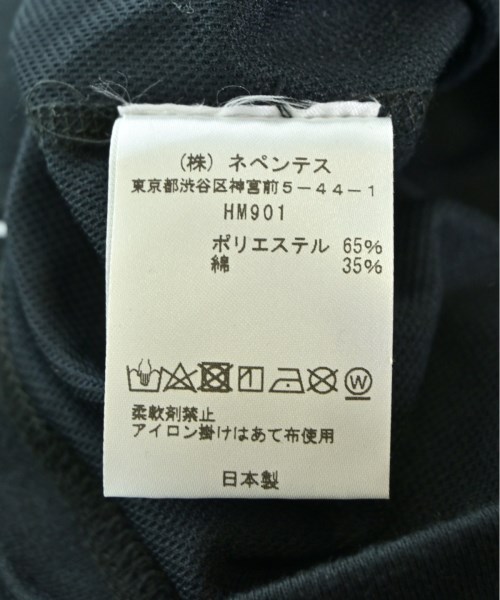 （株）ネペンテス
東京都渋谷区神宮前５－４４－１
HM901
ポリエステル 65%
綿 35%
W
柔軟剤禁止
アイロン掛けはあて布使用
日本製